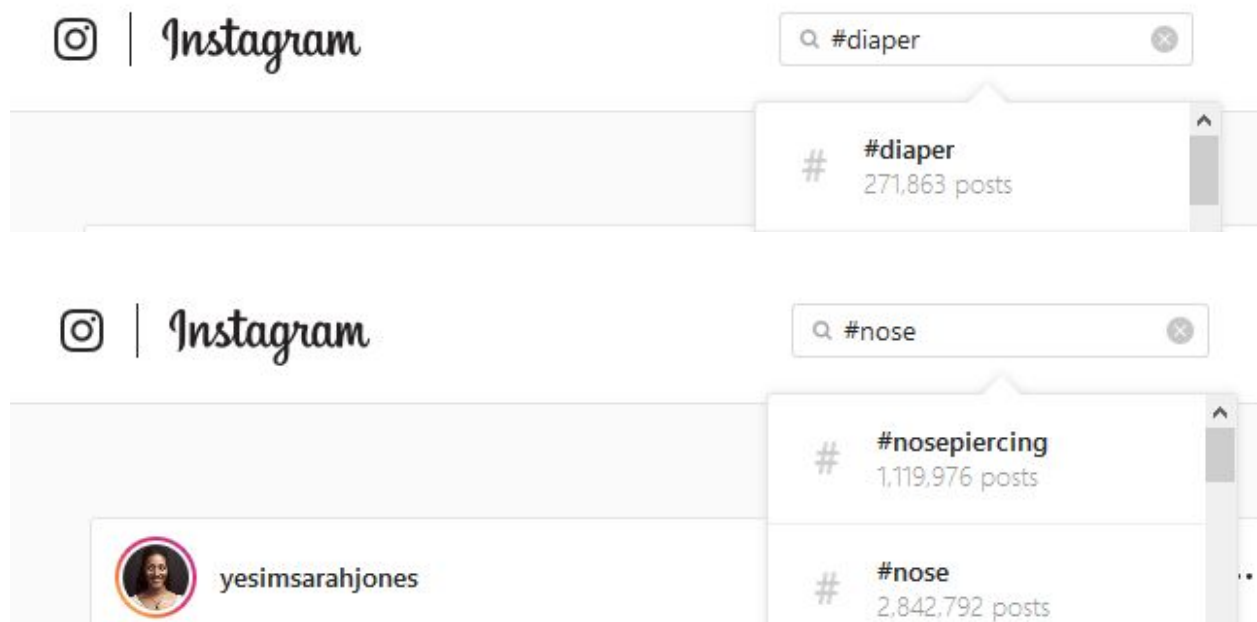 Instagram
#diaper
#diaper
271,863 posts
Instagram
#nose
#nosepiercing
1,119,976 posts
yesimsarahjones
#nose
2,842,792 posts